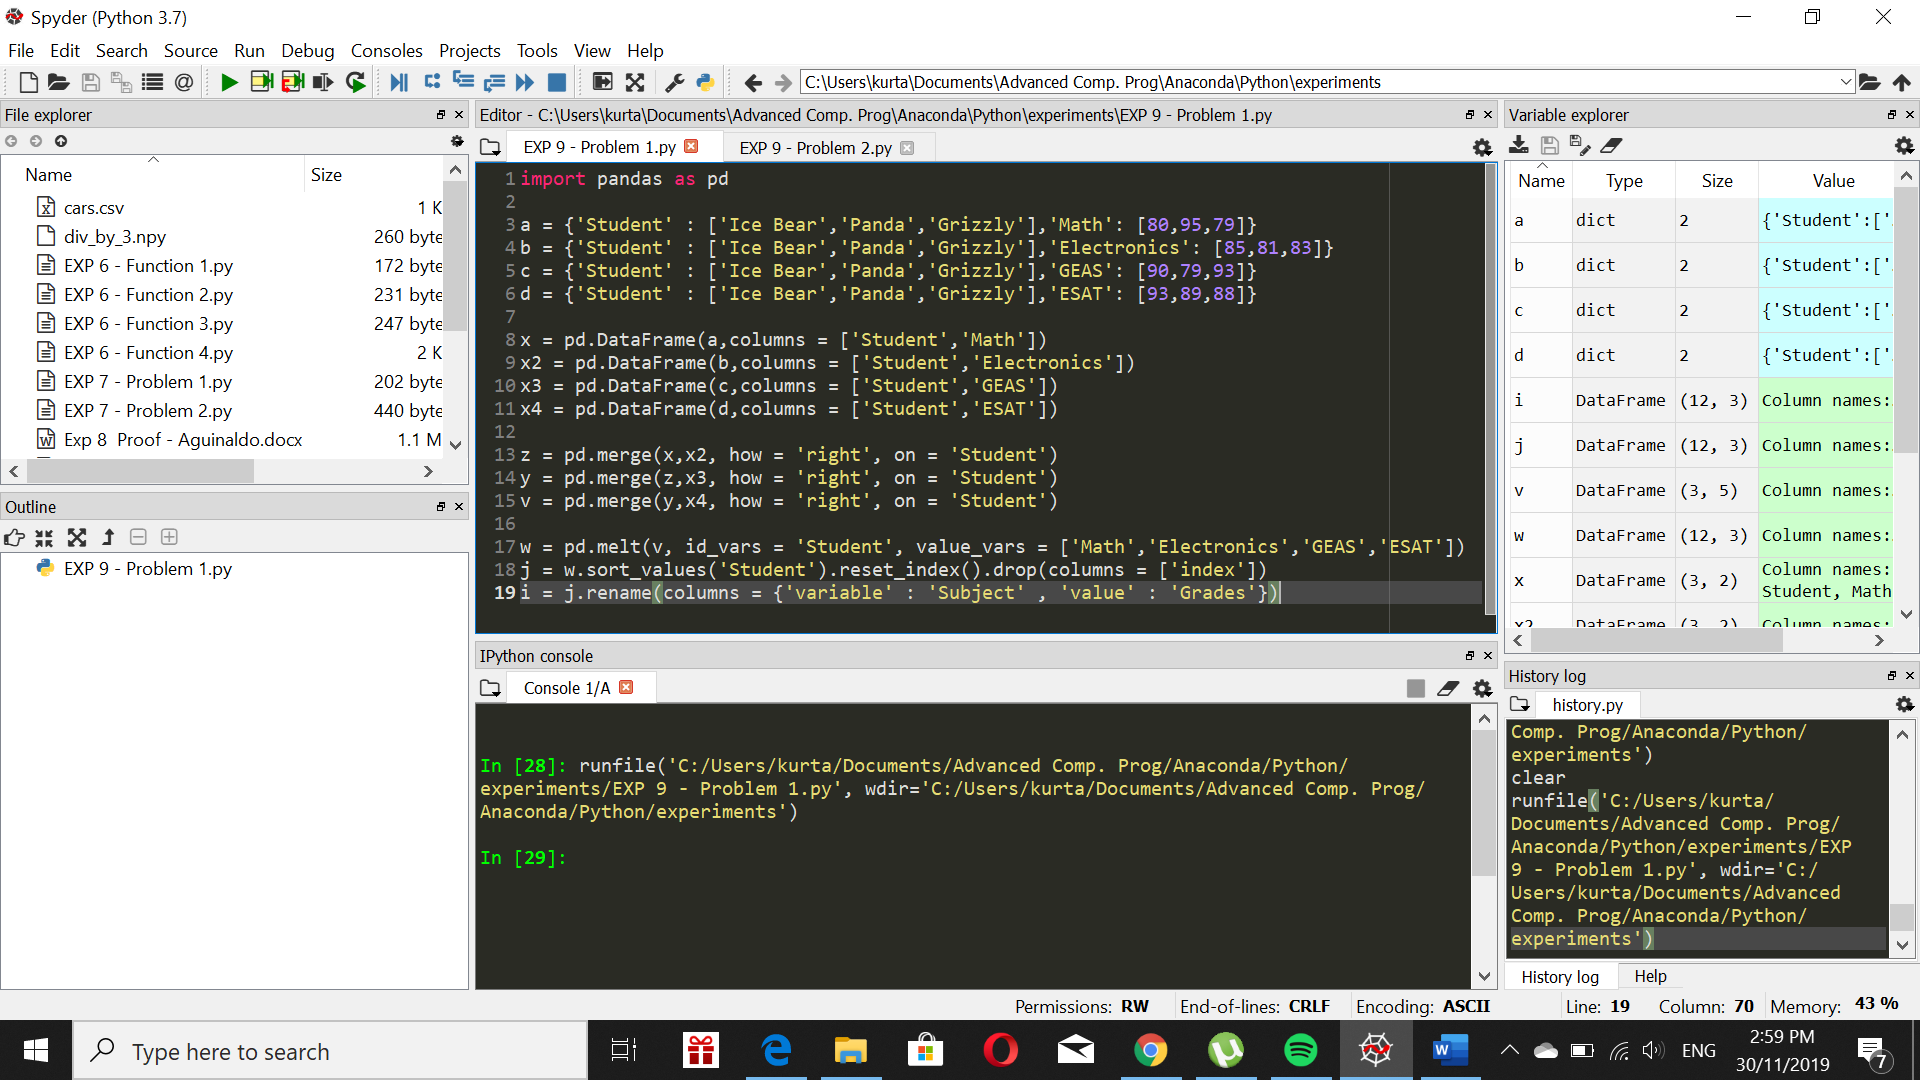 Spyder (Python 3.7)
File Edit Search Source Run Debug Consoles Projects Tools View Help
C:\Users\kurta\Documents\Advanced Comp. Prog\Anaconda\Python\experiments
File explorer
Name Size
cars.csv 1 K
div_by_3.npy 260 byte
EXP 6 - Function 1.py 172 byte
EXP 6 - Function 2.py 231 byte
EXP 6 - Function 3.py 247 byte
EXP 6 - Function 4.py 2 K
EXP 7 - Problem 1.py 202 byte
EXP 7 - Problem 2.py 440 byte
Exp 8 Proof - Aguinaldo.docx 1.1 M
Outline
EXP 9 - Problem 1.py
Editor - C:\Users\kurta\Documents\Advanced Comp. Prog\Anaconda\Python\experiments\EXP 9 - Problem 1.py
EXP 9 - Problem 1.py EXP 9 - Problem 2.py
1 import pandas as pd
2
3 a = {'Student' : ['Ice Bear','Panda','Grizzly'],'Math': [80,95,79]}
4 b = {'Student' : ['Ice Bear','Panda','Grizzly'],'Electronics': [85,81,83]}
5 c = {'Student' : ['Ice Bear','Panda','Grizzly'],'GEAS': [90,79,93]}
6 d = {'Student' : ['Ice Bear','Panda','Grizzly'],'ESAT': [93,89,88]}
7
8 x = pd.DataFrame(a,columns = ['Student','Math'])
9 x2 = pd.DataFrame(b,columns = ['Student','Electronics'])
10 x3 = pd.DataFrame(c,columns = ['Student','GEAS'])
11 x4 = pd.DataFrame(d,columns = ['Student','ESAT'])
12
13 z = pd.merge(x,x2, how = 'right', on = 'Student')
14 y = pd.merge(z,x3, how = 'right', on = 'Student')
15 v = pd.merge(y,x4, how = 'right', on = 'Student')
16
17 w = pd.melt(v, id_vars = 'Student', value_vars = ['Math','Electronics','GEAS','ESAT'])
18 j = w.sort_values('Student').reset_index().drop(columns = ['index'])
19 i = j.rename(columns = {'variable' : 'Subject' , 'value' : 'Grades'})
IPython console
Console 1/A
In [28]: runfile('C:/Users/kurta/Documents/Advanced Comp. Prog/Anaconda/Python/
experiments/EXP 9 - Problem 1.py', wdir='C:/Users/kurta/Documents/Advanced Comp. Prog/
Anaconda/Python/experiments')
In [29]:
Variable explorer
Name Type Size Value
a dict 2 {'Student':['.
b dict 2 {'Student':['.
c dict 2 {'Student':['.
d dict 2 {'Student':['.
i DataFrame (12, 3) Column names:.
j DataFrame (12, 3) Column names:.
v DataFrame (3, 5) Column names:.
w DataFrame (12, 3) Column names:.
x DataFrame (3, 2) Column names:
Student, Math
x2 DataFrame (3, 2) Column names:
History log
history.py
Comp. Prog/Anaconda/Python/
experiments')
clear
runfile('C:/Users/kurta/
Documents/Advanced Comp. Prog/
Anaconda/Python/experiments/EXP
9 - Problem 1.py', wdir='C:/
Users/kurta/Documents/Advanced
Comp. Prog/Anaconda/Python/
experiments')
History log Help
Permissions: RW End-of-lines: CRLF Encoding: ASCII Line: 19 Column: 70 Memory: 43 %
Type here to search
ENG
2:59 PM
30/11/2019
7